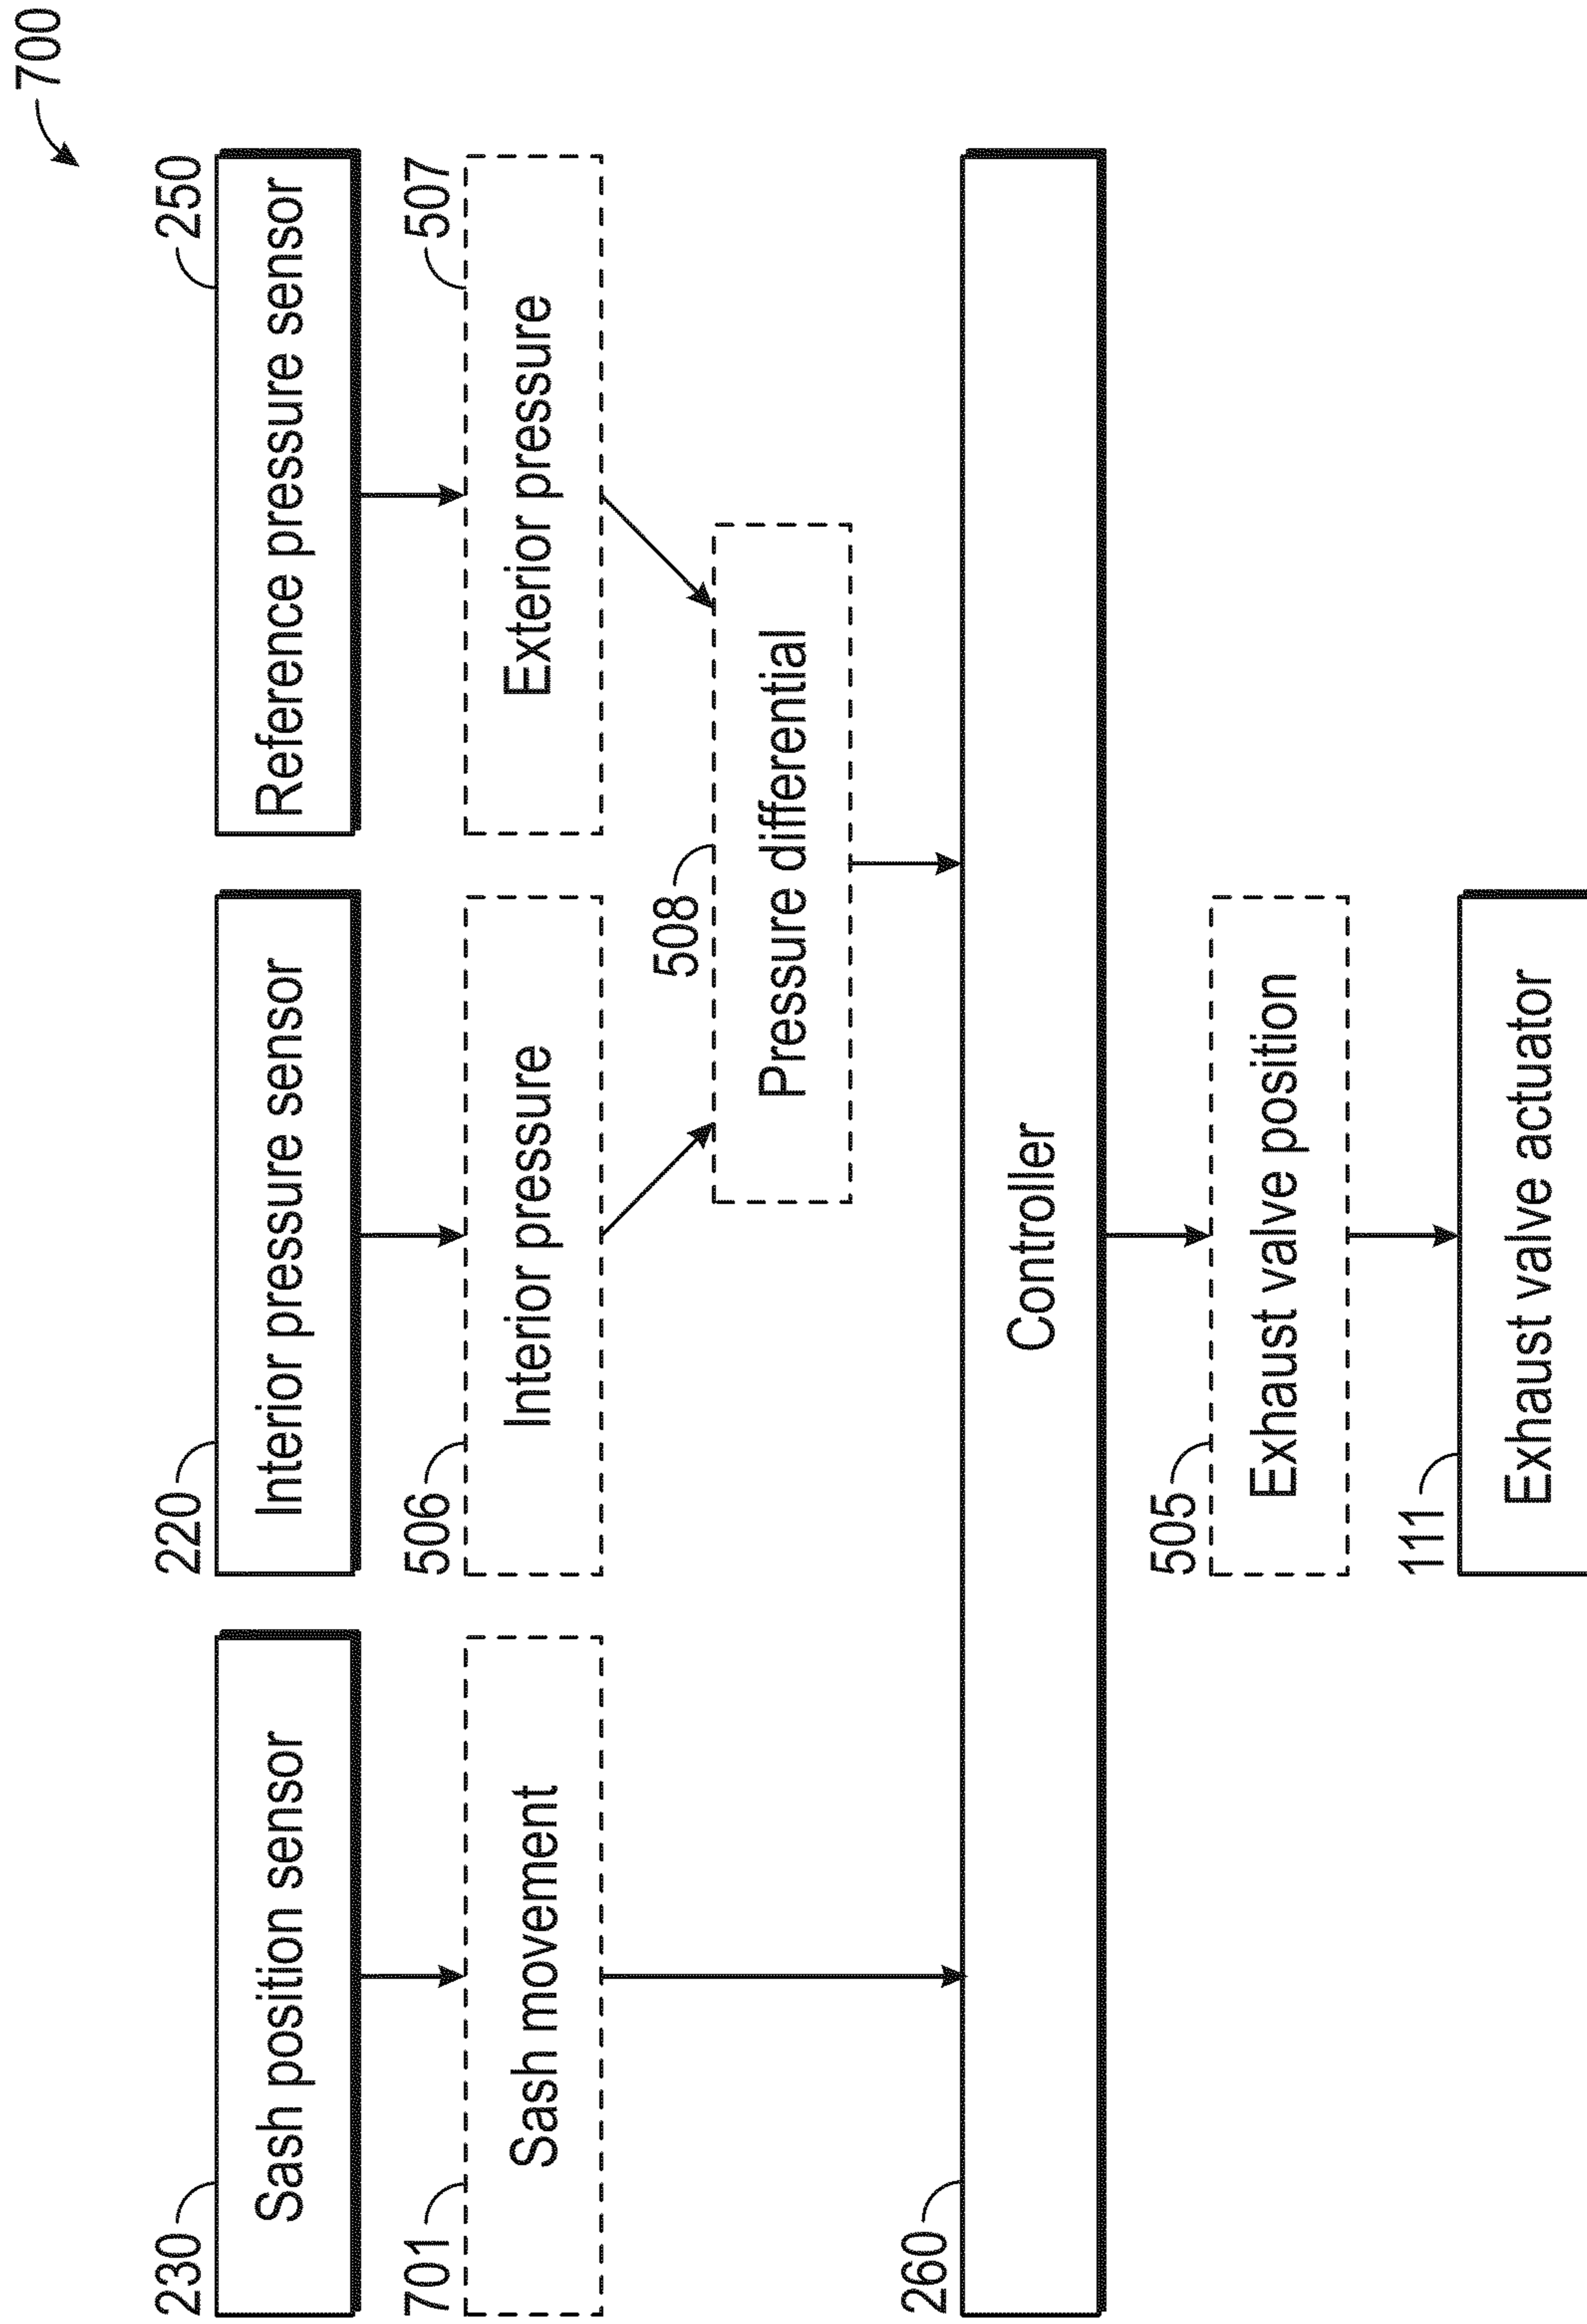 700
230
220
250
Sash position sensor
Interior pressure sensor
Reference pressure sensor
701
506
507
Sash movement
Interior pressure
Exterior pressure
508
Pressure differential
260
Controller
505
Exhaust valve position
111
Exhaust valve actuator